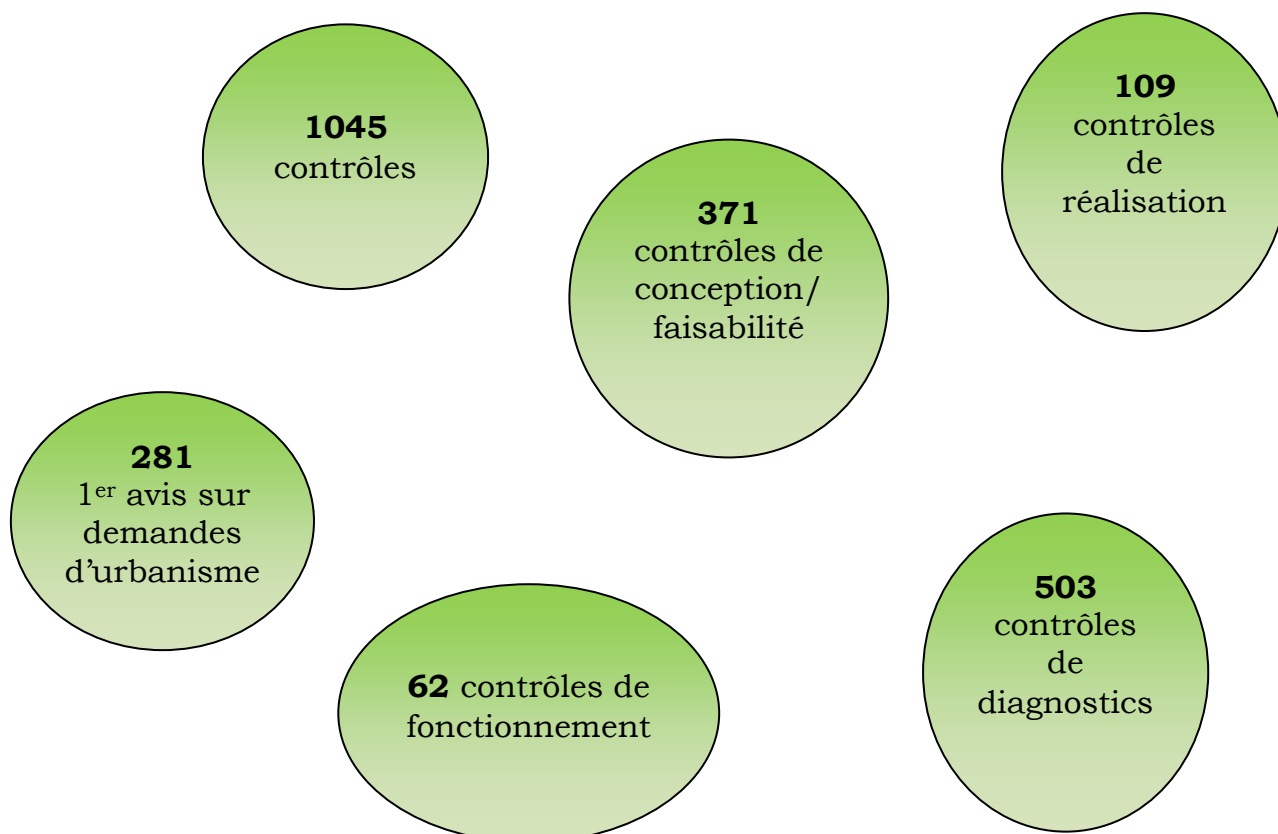 1045
contrôles
109
contrôles
de
réalisation
371
contrôles de
conception/
faisabilité
281
1er avis sur
demandes
d’urbanisme
503
contrôles
de
diagnostics
62 contrôles de
fonctionnement